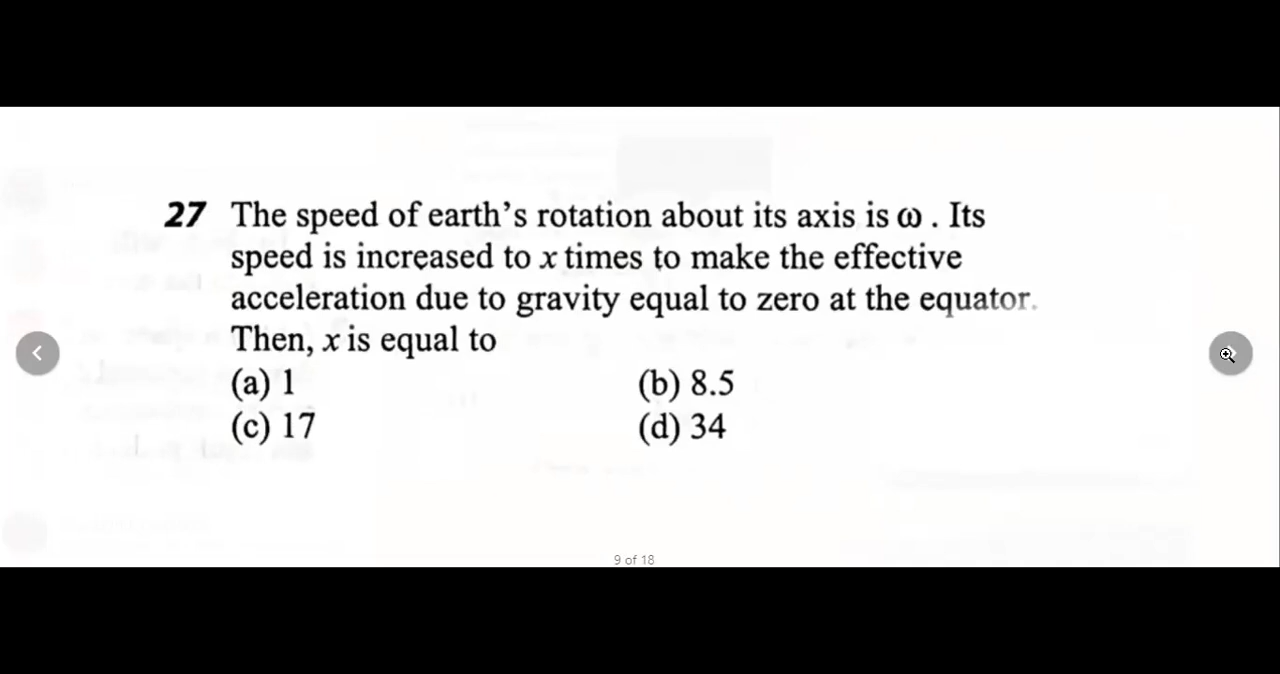 27 The speed of earth's rotation about its axis is ω . Its
speed is increased to x times to make the effective
acceleration due to gravity equal to zero at the equator.
Then, x is equal to
(a) 1 (b) 8.5
(c) 17 (d) 34
9 of 18